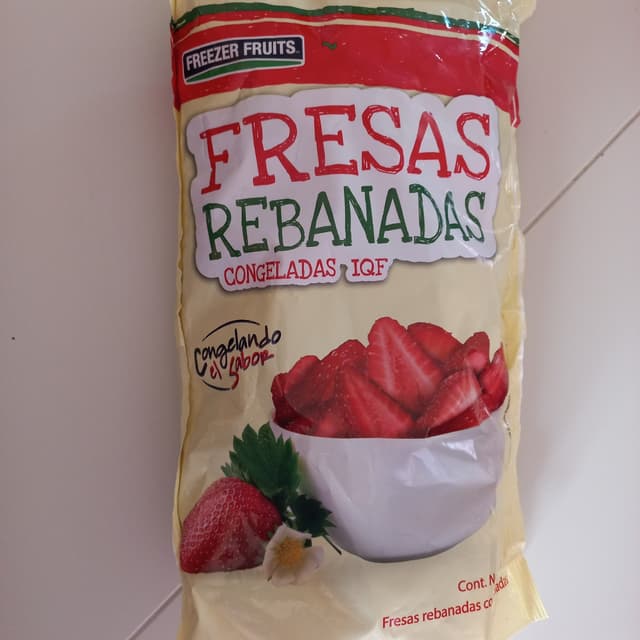 FREEZER FRUITS
FRESAS
REBANADAS
CONGELADAS IQF
Congelando
el Sabor
Cont.
Fresas rebanadas